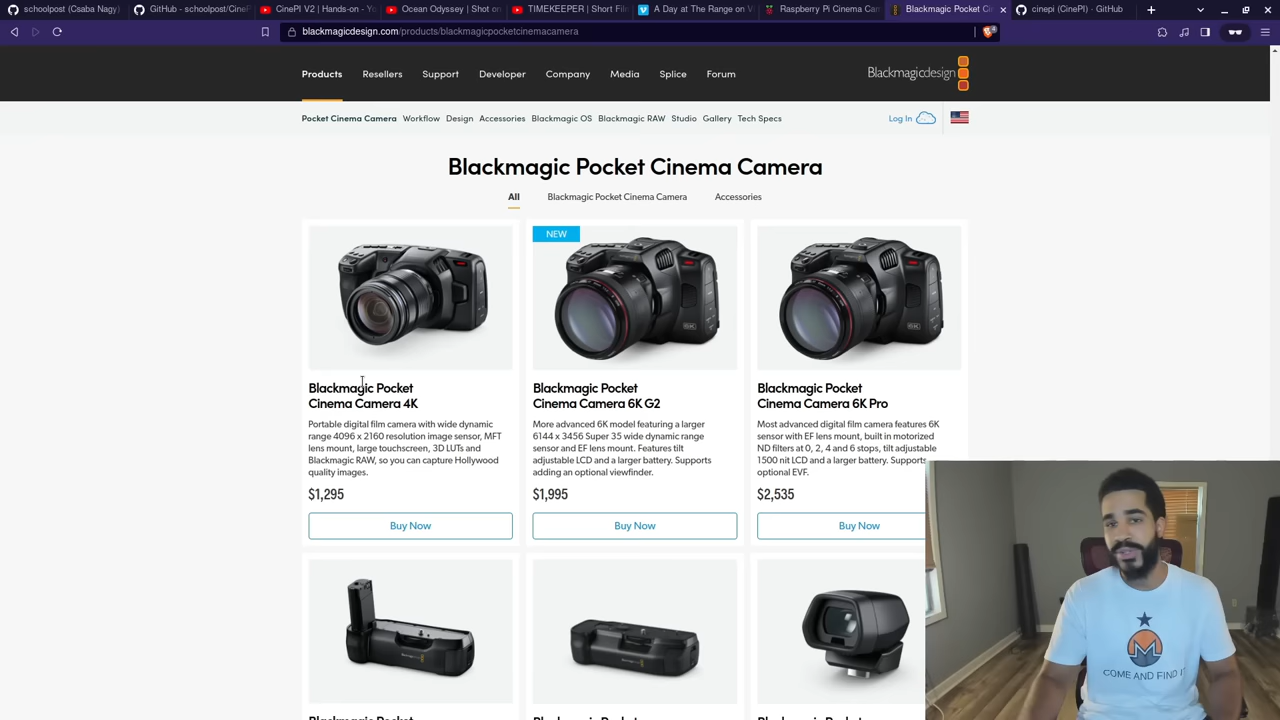 schoolpost (Csaba Nagy)
GitHub - schoolpost/CineP
CinePI V2 | Hands-on - Yo
Ocean Odyssey | Shot on
TIMEKEEPER | Short Film
A Day at The Range on V
Raspberry Pi Cinema Cam
Blackmagic Pocket Cin
cinepi (CinePI) · GitHub
blackmagicdesign.com/products/blackmagicpocketcinemacamera
Products
Resellers
Support
Developer
Company
Media
Splice
Forum
Blackmagicdesign
Pocket Cinema Camera
Workflow
Design
Accessories
Blackmagic OS
Blackmagic RAW
Studio
Gallery
Tech Specs
Log In
Blackmagic Pocket Cinema Camera
All
Blackmagic Pocket Cinema Camera
Accessories
NEW
Blackmagic Pocket
Cinema Camera 4K
Portable digital film camera with wide dynamic
range 4096 x 2160 resolution image sensor, MFT
lens mount, large touchscreen, 3D LUTs and
Blackmagic RAW, so you can capture Hollywood
quality images.
$1,295
Buy Now
Blackmagic Pocket
Cinema Camera 6K G2
More advanced 6K model featuring a larger
6144 x 3456 Super 35 wide dynamic range
sensor and EF lens mount. Features tilt
adjustable LCD and a larger battery. Supports
adding an optional viewfinder.
$1,995
Buy Now
Blackmagic Pocket
Cinema Camera 6K Pro
Most advanced digital film camera features 6K
sensor with EF lens mount, built in motorized
ND filters at 0, 2, 4 and 6 stops, tilt adjustable
1500 nit LCD and a larger battery. Supports
optional EVF.
$2,535
Buy Now
Blackmagic Pocket
Blackmagic Pocket
Blackmagic Pocket
COME AND FIND IT